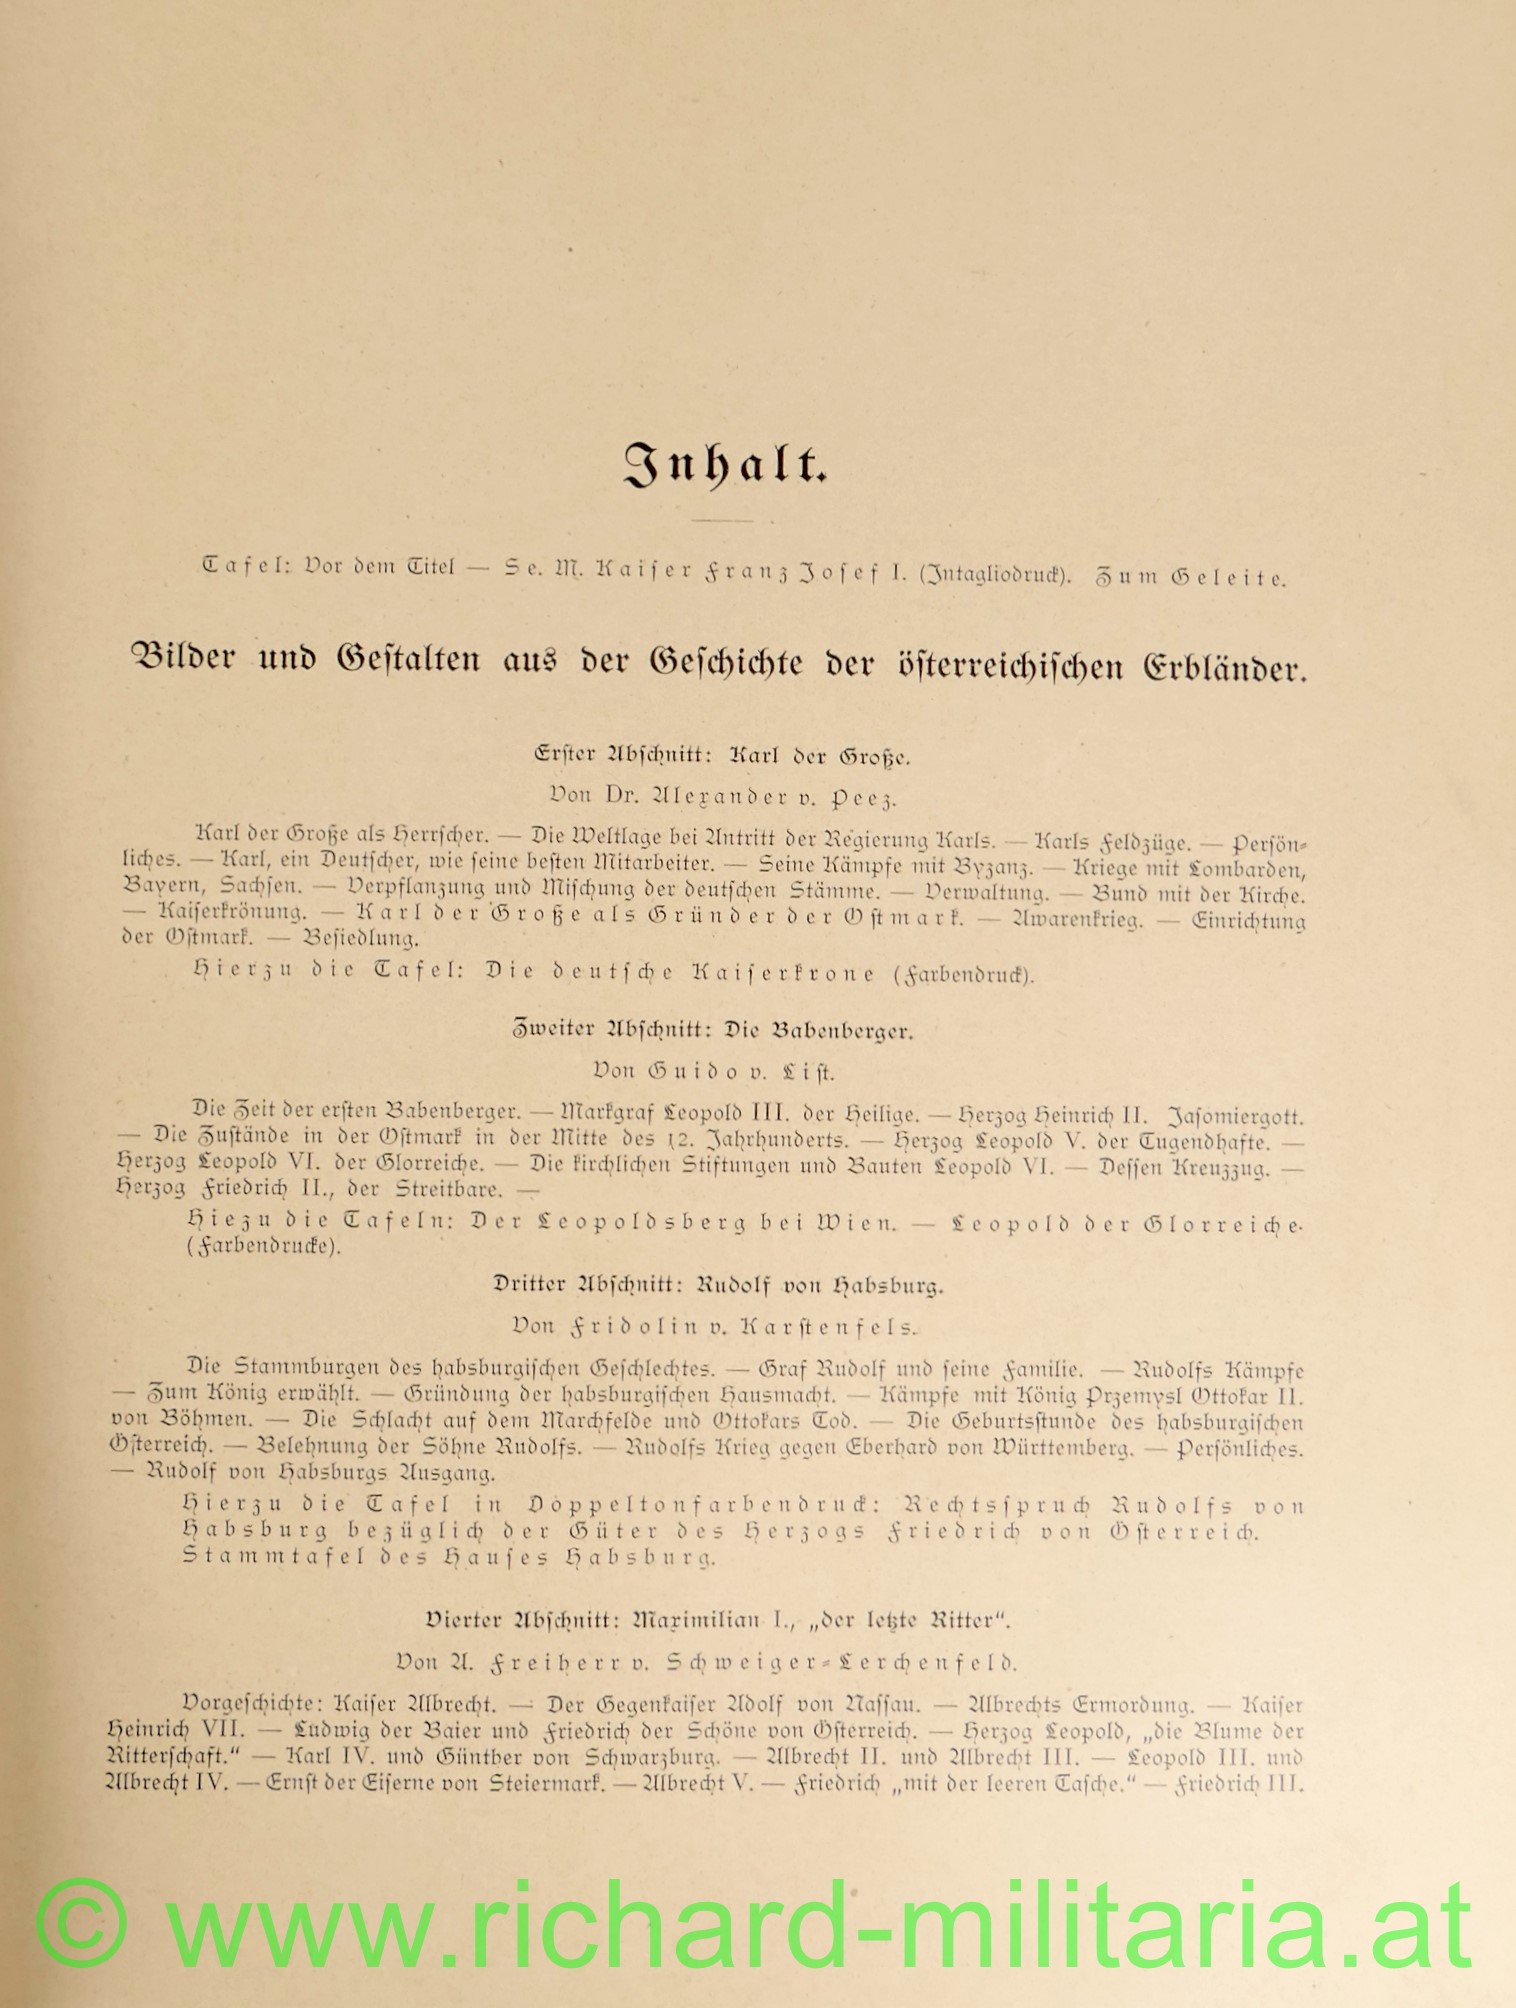 Inhalt.
Tafel: Vor dem Titel — Se. M. Kaiser Franz Josef I. (Intagliodruck). Zum Geleite.
Bilder und Gestalten aus der Geschichte der österreichischen Erbländer.
Erster Abschnitt: Karl der Große.
Von Dr. Alexander v. Peez.
Karl der Große als Herrscher. — Die Weltlage bei Antritt der Regierung Karls. — Karls Feldzüge. — Persön-
liches. — Karl, ein Deutscher, wie seine besten Mitarbeiter. — Seine Kämpfe mit Byzanz. — Kriege mit Lombarden,
Bayern, Sachsen. — Verpflanzung und Mischung der deutschen Stämme. — Verwaltung. — Bund mit der Kirche.
— Kaiserkrönung. — Karl der Große als Gründer der Ostmark. — Awarenkrieg. — Einrichtung
der Ostmark. — Besiedlung.
Hierzu die Tafel: Die deutsche Kaiserkrone (Farbendruck).
Zweiter Abschnitt: Die Babenberger.
Von Guido v. List.
Die Zeit der ersten Babenberger. — Markgraf Leopold III. der Heilige. — Herzog Heinrich II. Jasomiergott.
— Die Zustände in der Ostmark in der Mitte des 12. Jahrhunderts. — Herzog Leopold V. der Tugendhafte. —
Herzog Leopold VI. der Glorreiche. — Die kirchlichen Stiftungen und Bauten Leopold VI. — Dessen Kreuzzug. —
Herzog Friedrich II., der Streitbare. —
Hiezu die Tafeln: Der Leopoldsberg bei Wien. — Leopold der Glorreiche.
(Farbendrucke).
Dritter Abschnitt: Rudolf von Habsburg.
Von Fridolin v. Karstenfels.
Die Stammburgen des habsburgischen Geschlechtes. — Graf Rudolf und seine Familie. — Rudolfs Kämpfe
— Zum König erwählt. — Gründung der habsburgischen Hausmacht. — Kämpfe mit König Przemysl Ottokar II.
von Böhmen. — Die Schlacht auf dem Marchfelde und Ottokars Tod. — Die Geburtsstunde des habsburgischen
Österreich. — Belehnung der Söhne Rudolfs. — Rudolfs Krieg gegen Eberhard von Württemberg. — Persönliches.
— Rudolf von Habsburgs Ausgang.
Hierzu die Tafel in Doppeltonfarbendruck: Rechtsspruch Rudolfs von
Habsburg bezüglich der Güter des Herzogs Friedrich von Österreich.
Stammtafel des Hauses Habsburg.
Vierter Abschnitt: Maximilian I., „der letzte Ritter“.
Von A. Freiherr v. Schweiger-Lerchenfeld.
Vorgeschichte: Kaiser Albrecht. — Der Gegenkaiser Adolf von Nassau. — Albrechts Ermordung. — Kaiser
Heinrich VII. — Ludwig der Baier und Friedrich der Schöne von Österreich. — Herzog Leopold, „die Blume der
Ritterschaft.“ — Karl IV. und Günther von Schwarzburg. — Albrecht II. und Albrecht III. — Leopold III. und
Albrecht IV. — Ernst der Eiserne von Steiermark. — Albrecht V. — Friedrich „mit der leeren Tasche.“ — Friedrich III.
© www.richard-militaria.at